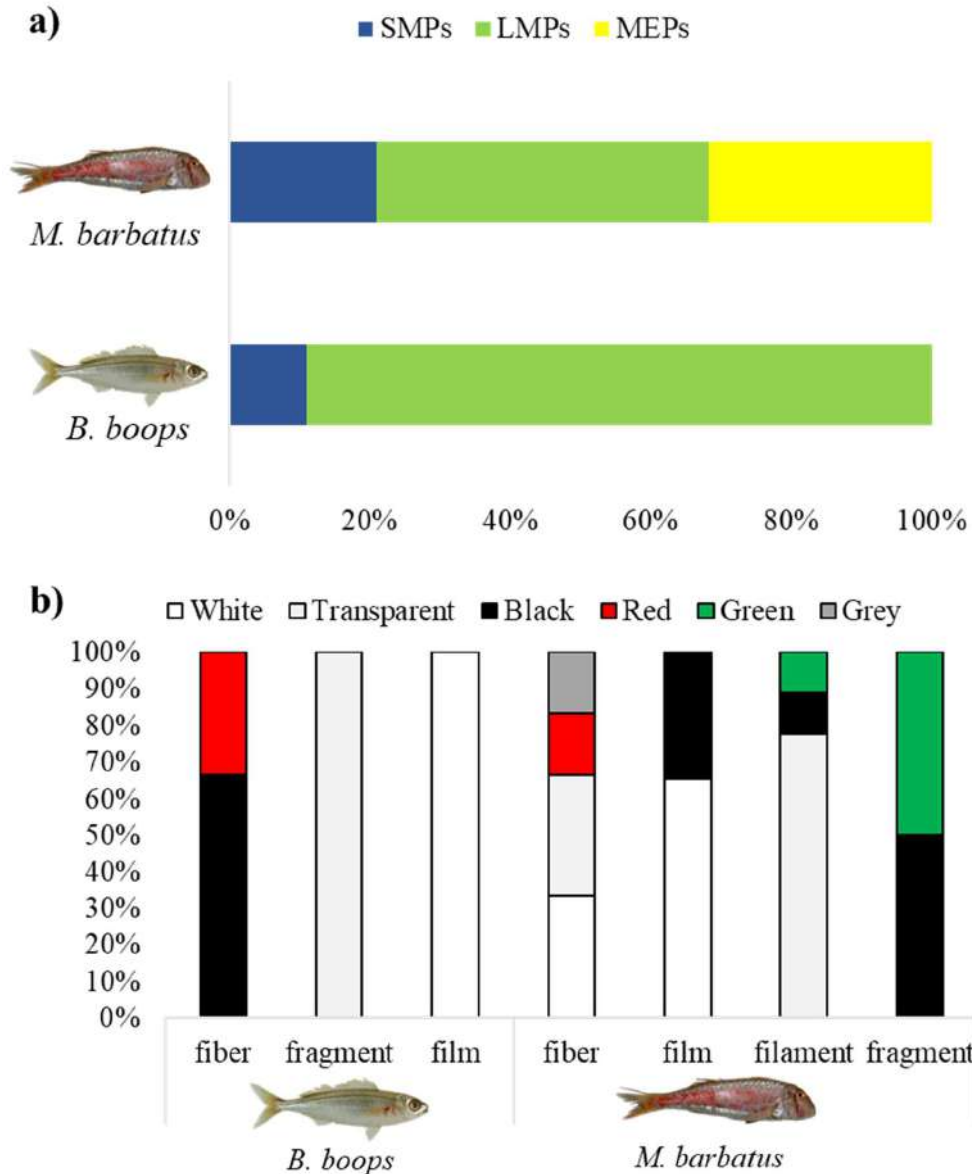 a)
SMPs LMPs MEPs
M. barbatus
B. boops
0% 20% 40% 60% 80% 100%
b)
White Transparent Black Red Green Grey
100%
90%
80%
70%
60%
50%
40%
30%
20%
10%
0%
fiber fragment film fiber film filament fragment
B. boops M. barbatus